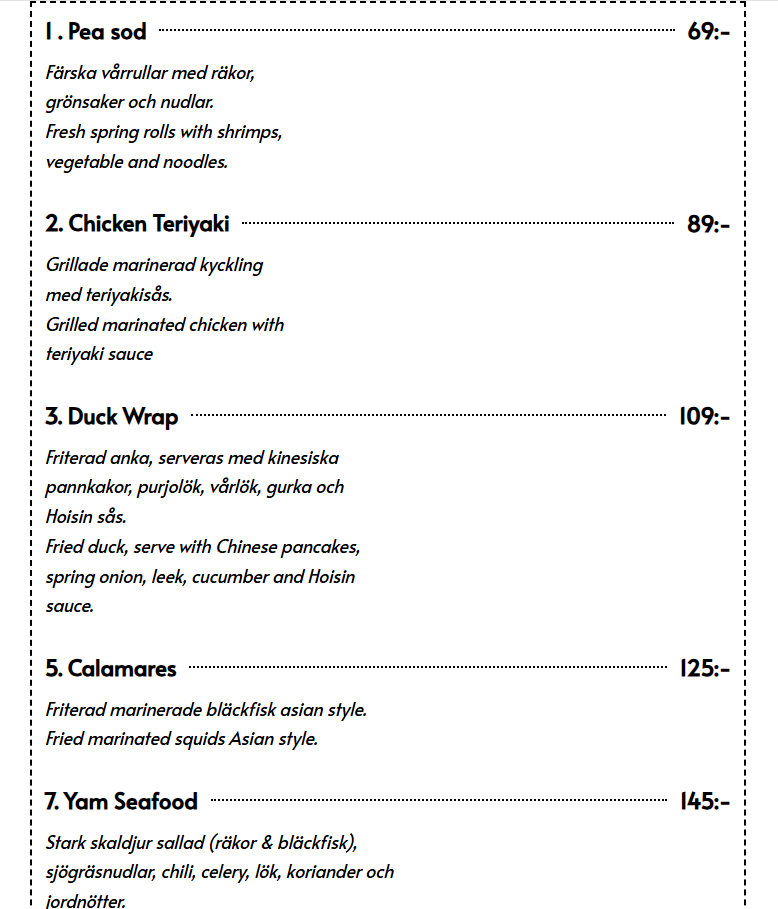 1 . Pea sod 69:-
Färska vårrullar med räkor,
grönsaker och nudlar.
Fresh spring rolls with shrimps,
vegetable and noodles.
2. Chicken Teriyaki 89:-
Grillade marinerad kyckling
med teriyakisås.
Grilled marinated chicken with
teriyaki sauce
3. Duck Wrap 109:-
Friterad anka, serveras med kinesiska
pannkakor, purjolök, vårlök, gurka och
Hoisin sås.
Fried duck, serve with Chinese pancakes,
spring onion, leek, cucumber and Hoisin
sauce.
5. Calamares 125:-
Friterad marinerade bläckfisk asian style.
Fried marinated squids Asian style.
7. Yam Seafood 145:-
Stark skaldjur sallad (räkor & bläckfisk),
sjögräsnudlar, chili, celery, lök, koriander och
jordnötter.